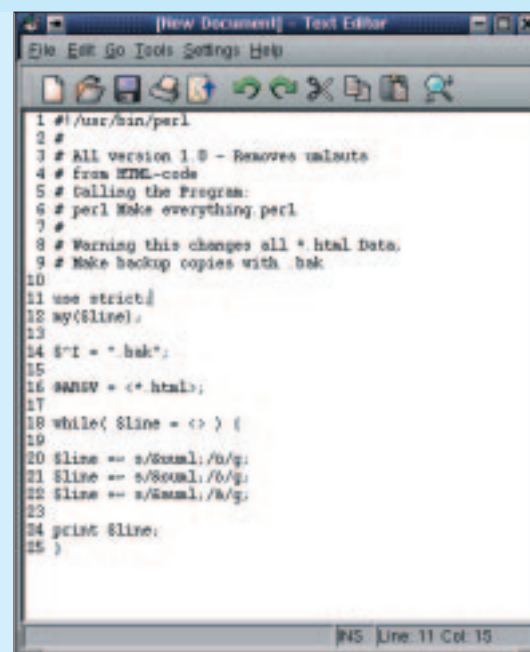 [New Document] - Text Editor
File Edit Go Tools Settings Help
1 #!/usr/bin/perl
2 #
3 # All version 1.0 - Removes umlauts
4 # from HTML-code
5 # Calling the Program:
6 # perl Make everything.perl
7 #
8 # Warning this changes all *.html Data.
9 # Make backup copies with .bak
10
11 use strict;
12 my($line);
13
14 $^I = ".bak";
15
16 @ARGV = <*.html>;
17
18 while( $line = <> ) {
19
20 $line =~
21 $line =~
22 $line =~
23
24 print $line;
25 }
INS Line: 11 Col: 15